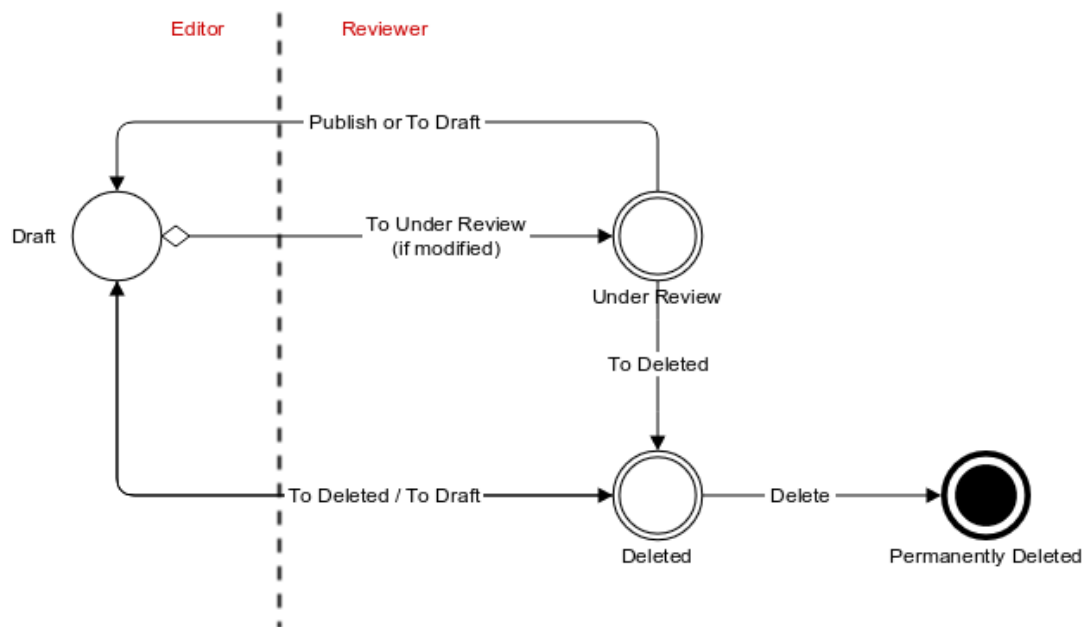 Editor
Reviewer
Publish or To Draft
Draft
To Under Review
(if modified)
Under Review
To Deleted
To Deleted / To Draft
Delete
Deleted
Permanently Deleted